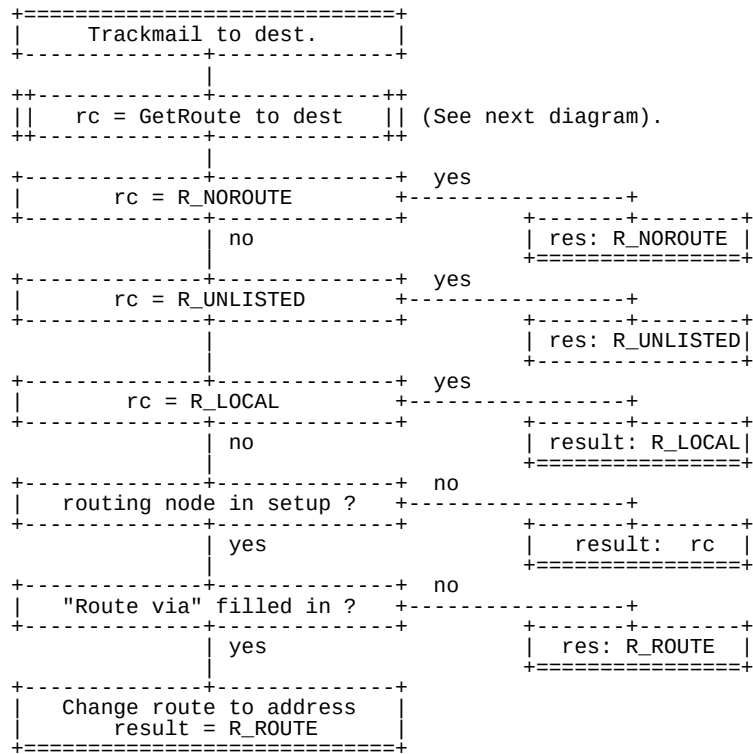 Trackmail to dest.
rc = GetRoute to dest (See next diagram).
rc = R_NOROUTE yes
no res: R_NOROUTE
rc = R_UNLISTED yes
res: R_UNLISTED
rc = R_LOCAL yes
no result: R_LOCAL
routing node in setup ? no
yes result: rc
"Route via" filled in ? no
yes res: R_ROUTE
Change route to address
result = R_ROUTE